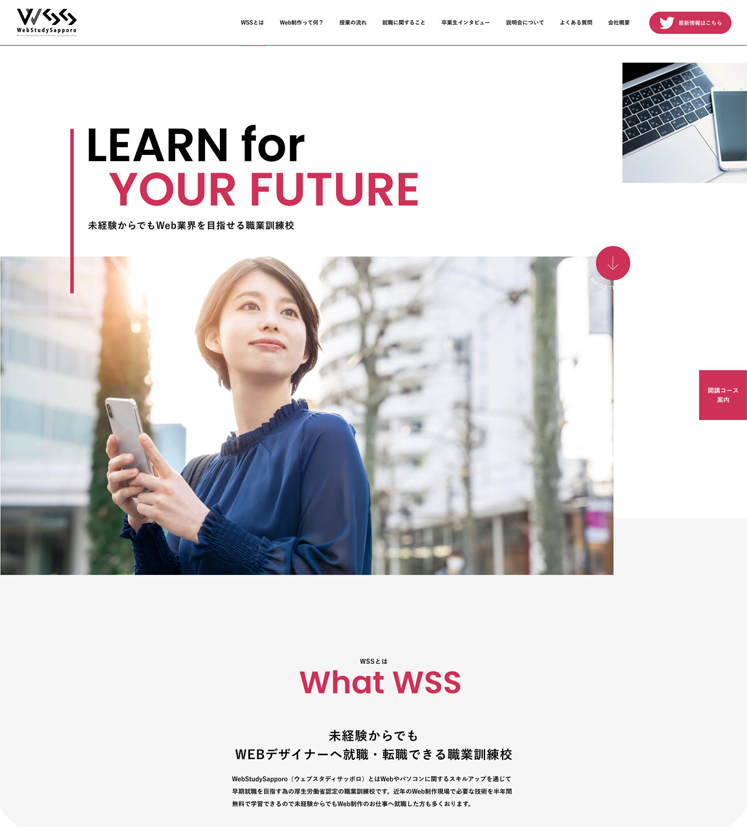 WSS
WebStudySapporo
WSSとは
Web制作って何？
授業の流れ
就職に関すること
卒業生インタビュー
説明会について
よくある質問
会社概要
最新情報はこちら
LEARN for
YOUR FUTURE
未経験からでもWeb業界を目指せる職業訓練校
開講コース
案内
WSSとは
What WSS
未経験からでも
WEBデザイナーへ就職・転職できる職業訓練校
WebStudySapporo（ウェブスタディサッポロ）とはWebやパソコンに関するスキルアップを通じて
早期就職を目指す為の厚生労働省認定の職業訓練校です。近年のWeb制作現場で必要な技術を半年間
無料で学習できるので未経験からでもWeb制作のお仕事へ就職した方も多くおります。